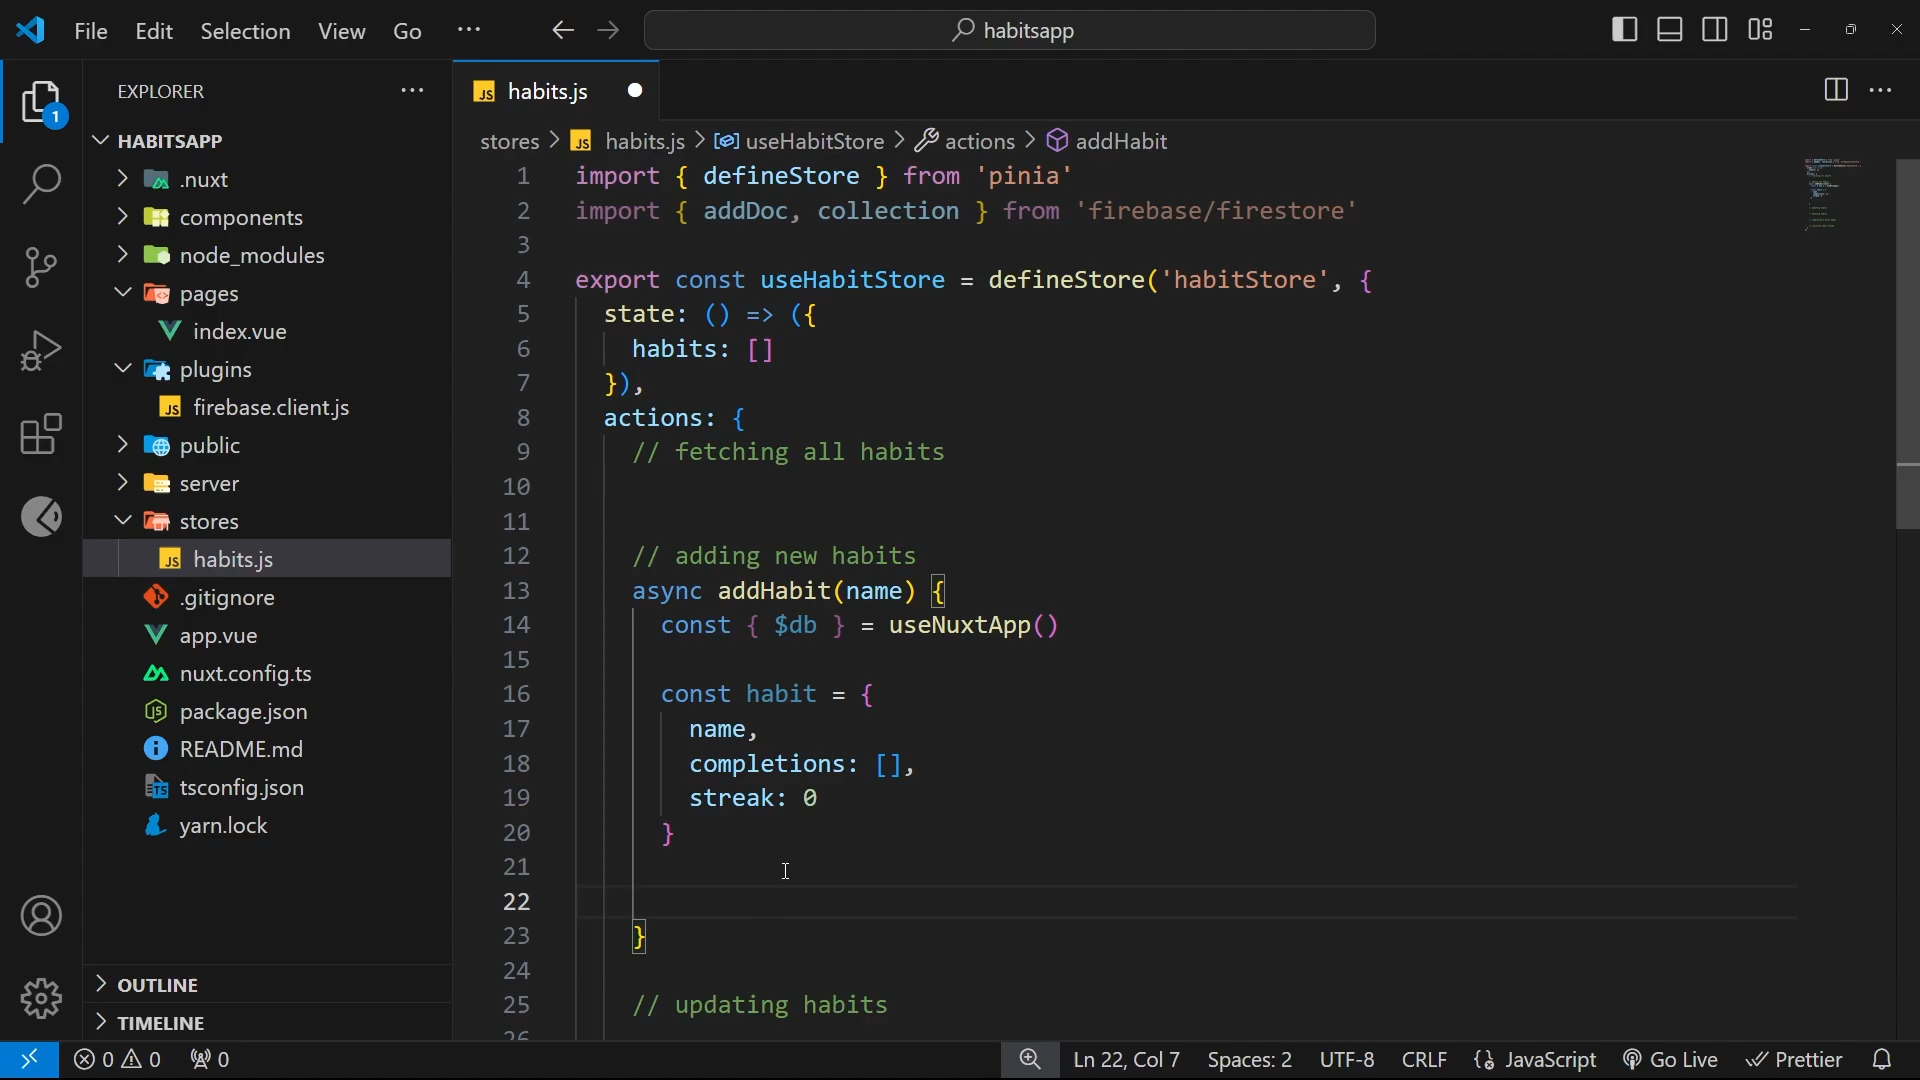 File Edit Selection View Go ··· habitsapp
EXPLORER ···
habits.js
HABITSAPP
stores > habits.js > useHabitStore > actions > addHabit
.nuxt
components
node_modules
pages
index.vue
plugins
firebase.client.js
public
server
stores
habits.js
.gitignore
app.vue
nuxt.config.ts
package.json
README.md
tsconfig.json
yarn.lock
OUTLINE
TIMELINE
1 import { defineStore } from 'pinia'
2 import { addDoc, collection } from 'firebase/firestore'
3
4 export const useHabitStore = defineStore('habitStore', {
5 state: () => ({
6 habits: []
7 }),
8 actions: {
9 // fetching all habits
10
11
12 // adding new habits
13 async addHabit(name) {
14 const { $db } = useNuxtApp()
15
16 const habit = {
17 name,
18 completions: [],
19 streak: 0
20 }
21
22
23 }
24
25 // updating habits
26
1
0 0 0 Ln 22, Col 7 Spaces: 2 UTF-8 CRLF JavaScript Go Live Prettier